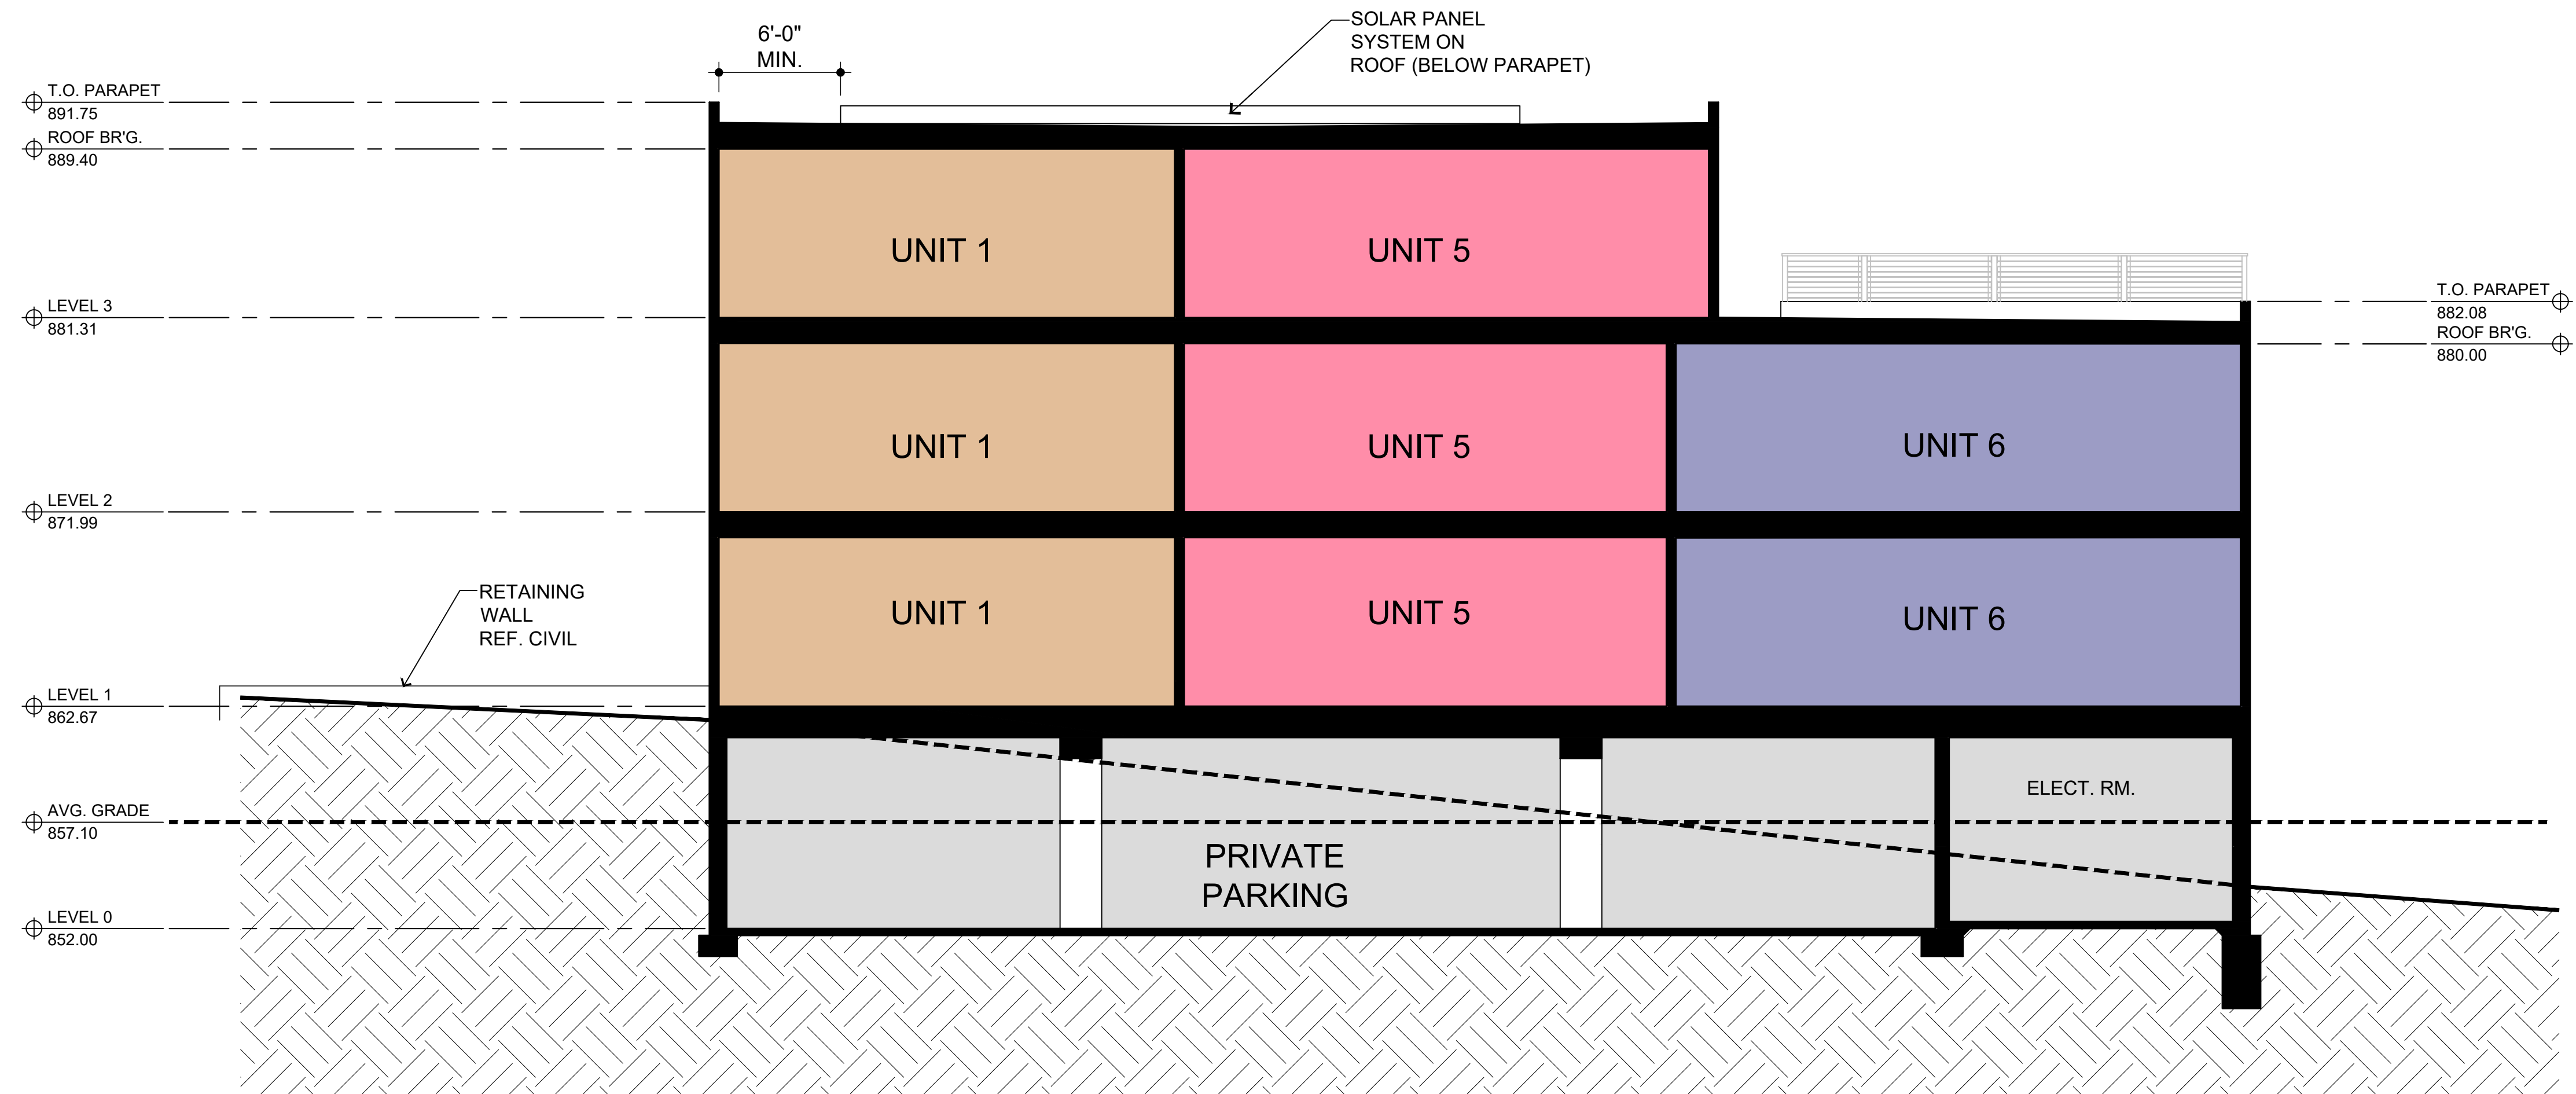 6'-0"
MIN.
SOLAR PANEL
SYSTEM ON
ROOF (BELOW PARAPET)
T.O. PARAPET
891.75
ROOF BR'G.
889.40
UNIT 1
UNIT 5
LEVEL 3
881.31
T.O. PARAPET
882.08
ROOF BR'G.
880.00
UNIT 1
UNIT 5
UNIT 6
LEVEL 2
871.99
RETAINING
WALL
REF. CIVIL
UNIT 1
UNIT 5
UNIT 6
LEVEL 1
862.67
ELECT. RM.
AVG. GRADE
857.10
PRIVATE
PARKING
LEVEL 0
852.00